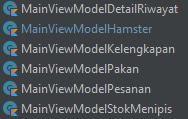 MainViewModelDetailRiwayat
MainViewModelHamster
MainViewModelKelengkapan
MainViewModelPakan
MainViewModelPesanan
MainViewModelStokMenipis